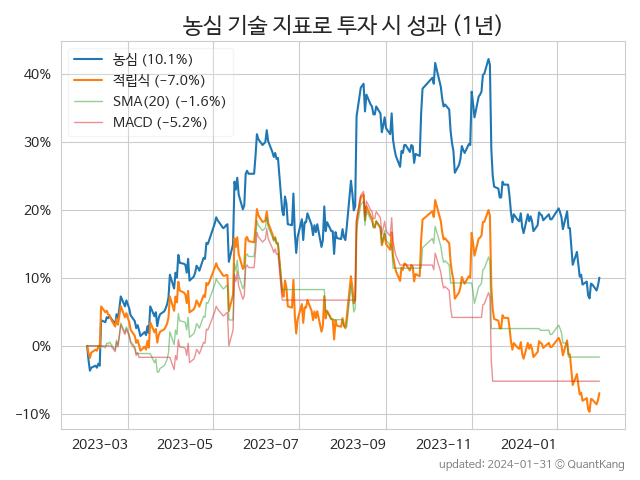 농심 기술 지표로 투자 시 성과 (1년)
농심 (10.1%)
적립식 (−7.0%)
SMA(20) (−1.6%)
MACD (−5.2%)
40%
30%
20%
10%
0%
−10%
2023-03 2023-05 2023-07 2023-09 2023-11 2024-01
updated: 2024-01-31 © QuantKang